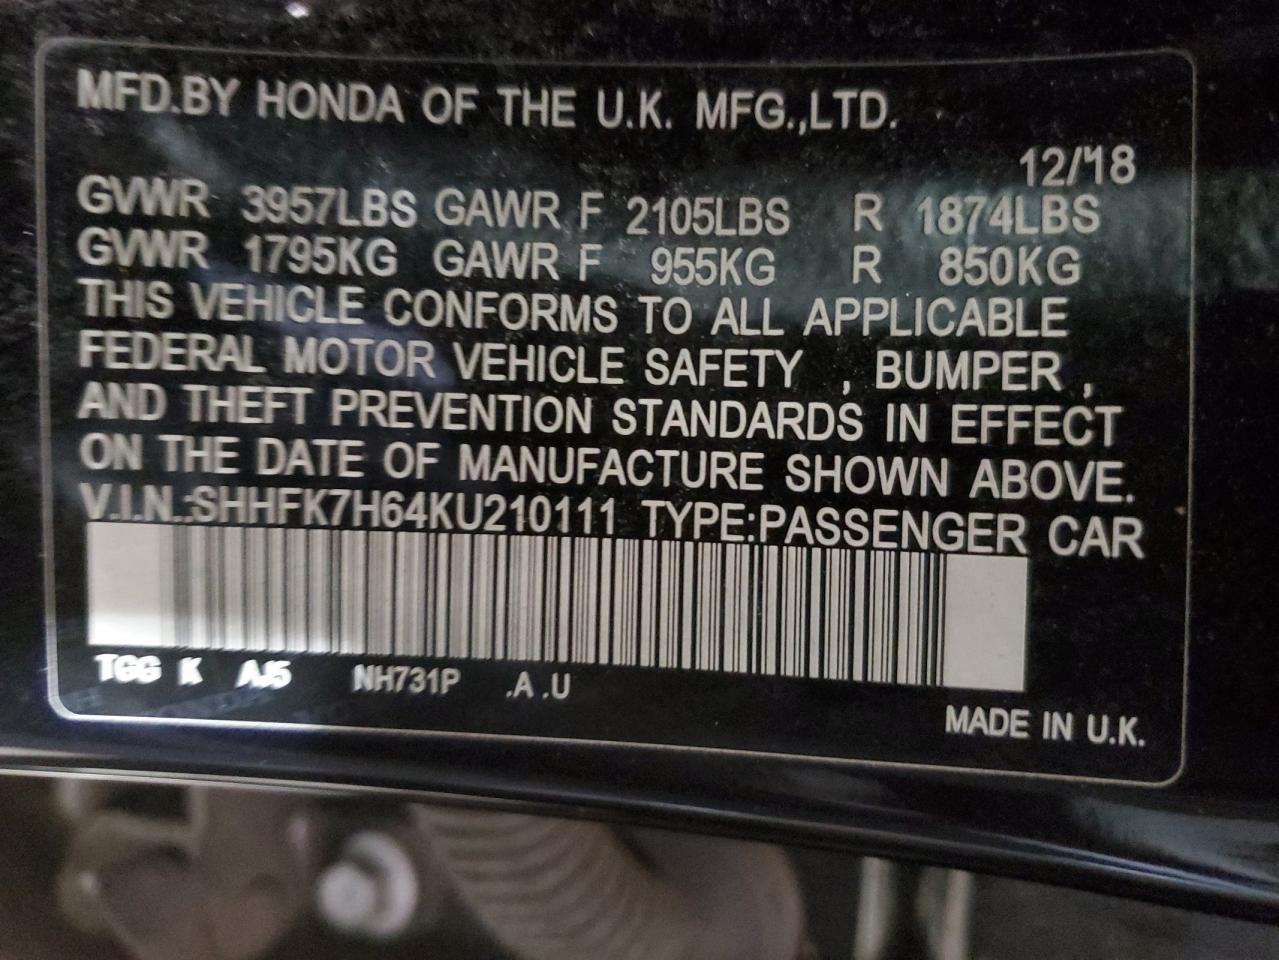 MFD.BY HONDA OF THE U.K. MFG.,LTD.
12/'18
GVWR 3957LBS GAWR F 2105LBS R 1874LBS
GVWR 1795KG GAWR F 955KG R 850KG
THIS VEHICLE CONFORMS TO ALL APPLICABLE
FEDERAL MOTOR VEHICLE SAFETY , BUMPER ,
AND THEFT PREVENTION STANDARDS IN EFFECT
ON THE DATE OF MANUFACTURE SHOWN ABOVE.
V.I.N.:SHHFK7H64KU210111 TYPE:PASSENGER CAR
TGG K AJ5 NH731P .A .U
MADE IN U.K.